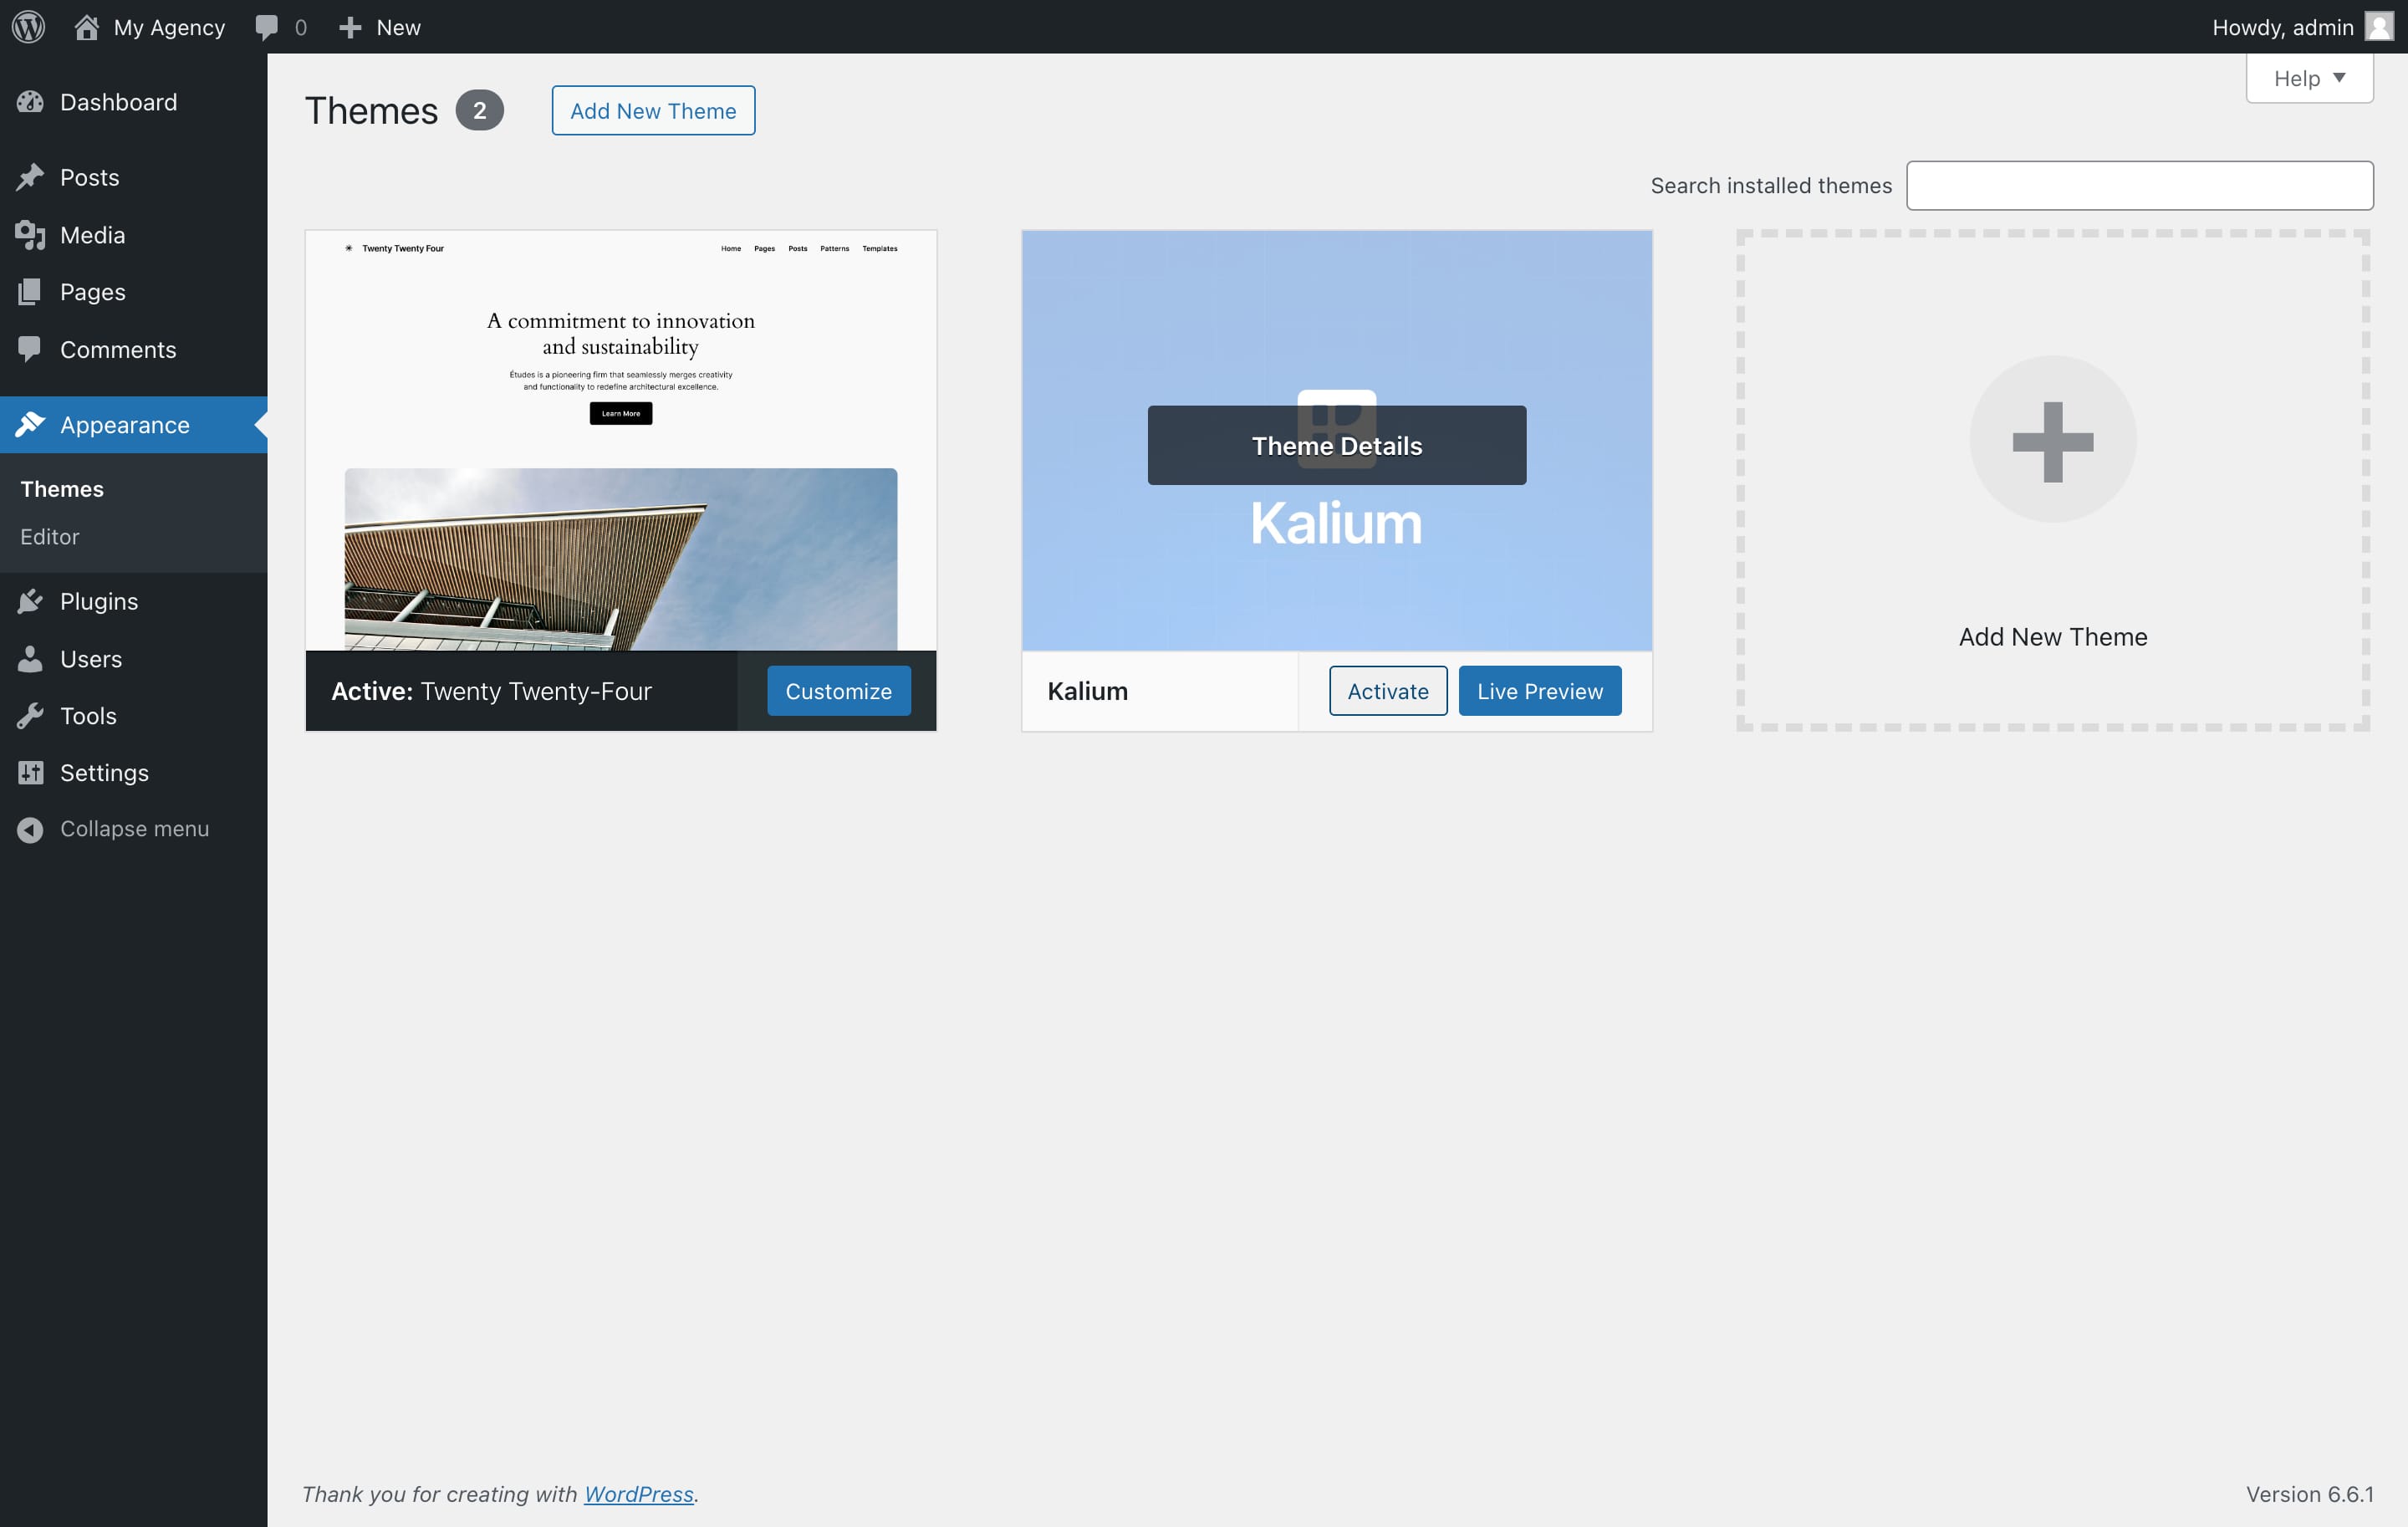 My Agency
0
New
Howdy, admin
Dashboard
Posts
Media
Pages
Comments
Appearance
Themes
Editor
Plugins
Users
Tools
Settings
Collapse menu
Help
Themes 2
Add New Theme
Search installed themes
Twenty Twenty Four
Home Pages Posts Patterns Templates
A commitment to innovation
and sustainability
Études is a pioneering firm that seamlessly merges creativity
and functionality to redefine architectural excellence.
Learn More
Active: Twenty Twenty-Four
Customize
Theme Details
Kalium
Kalium
Activate
Live Preview
Add New Theme
Thank you for creating with WordPress.
Version 6.6.1